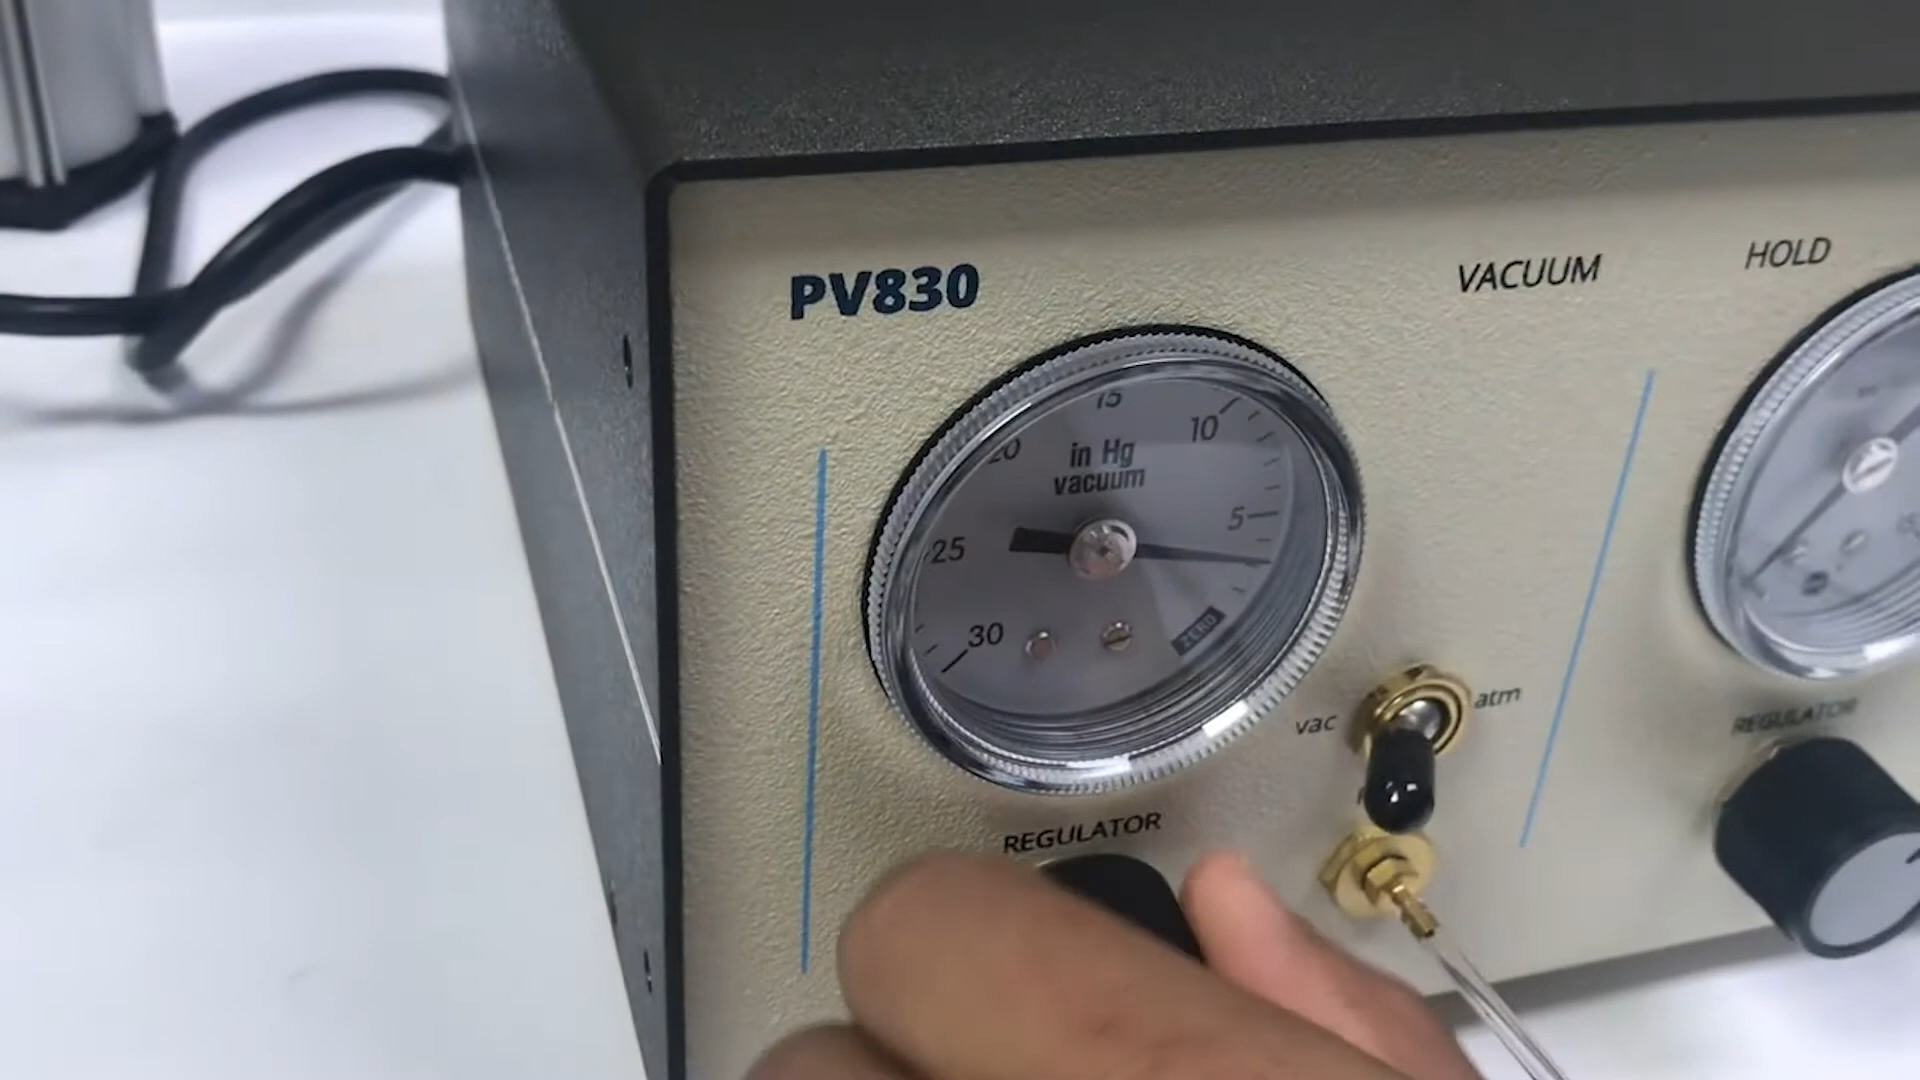 PV830
VACUUM
HOLD
15
20
10
in Hg
vacuum
5
25
30
ZERO
vac
atm
REGULATOR
REGULATOR